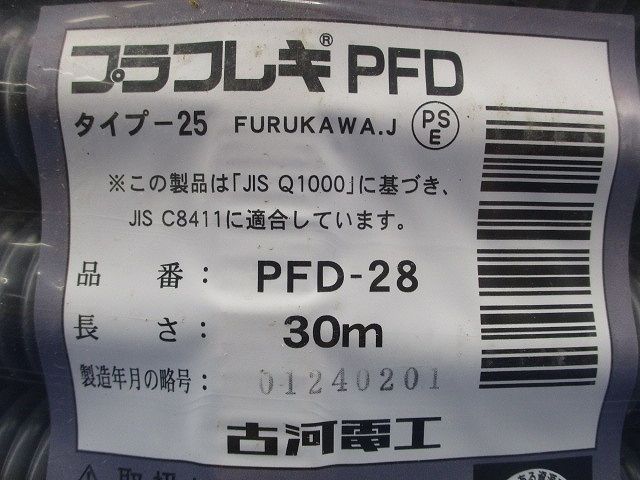 プラフレキ® PFD
タイプ-25 FURUKAWA.J PS E
※この製品は「JIS Q1000」に基づき、
JIS C8411に適合しています。
品番: PFD-28
長さ: 30m
製造年月の略号: 01240201
古河電工